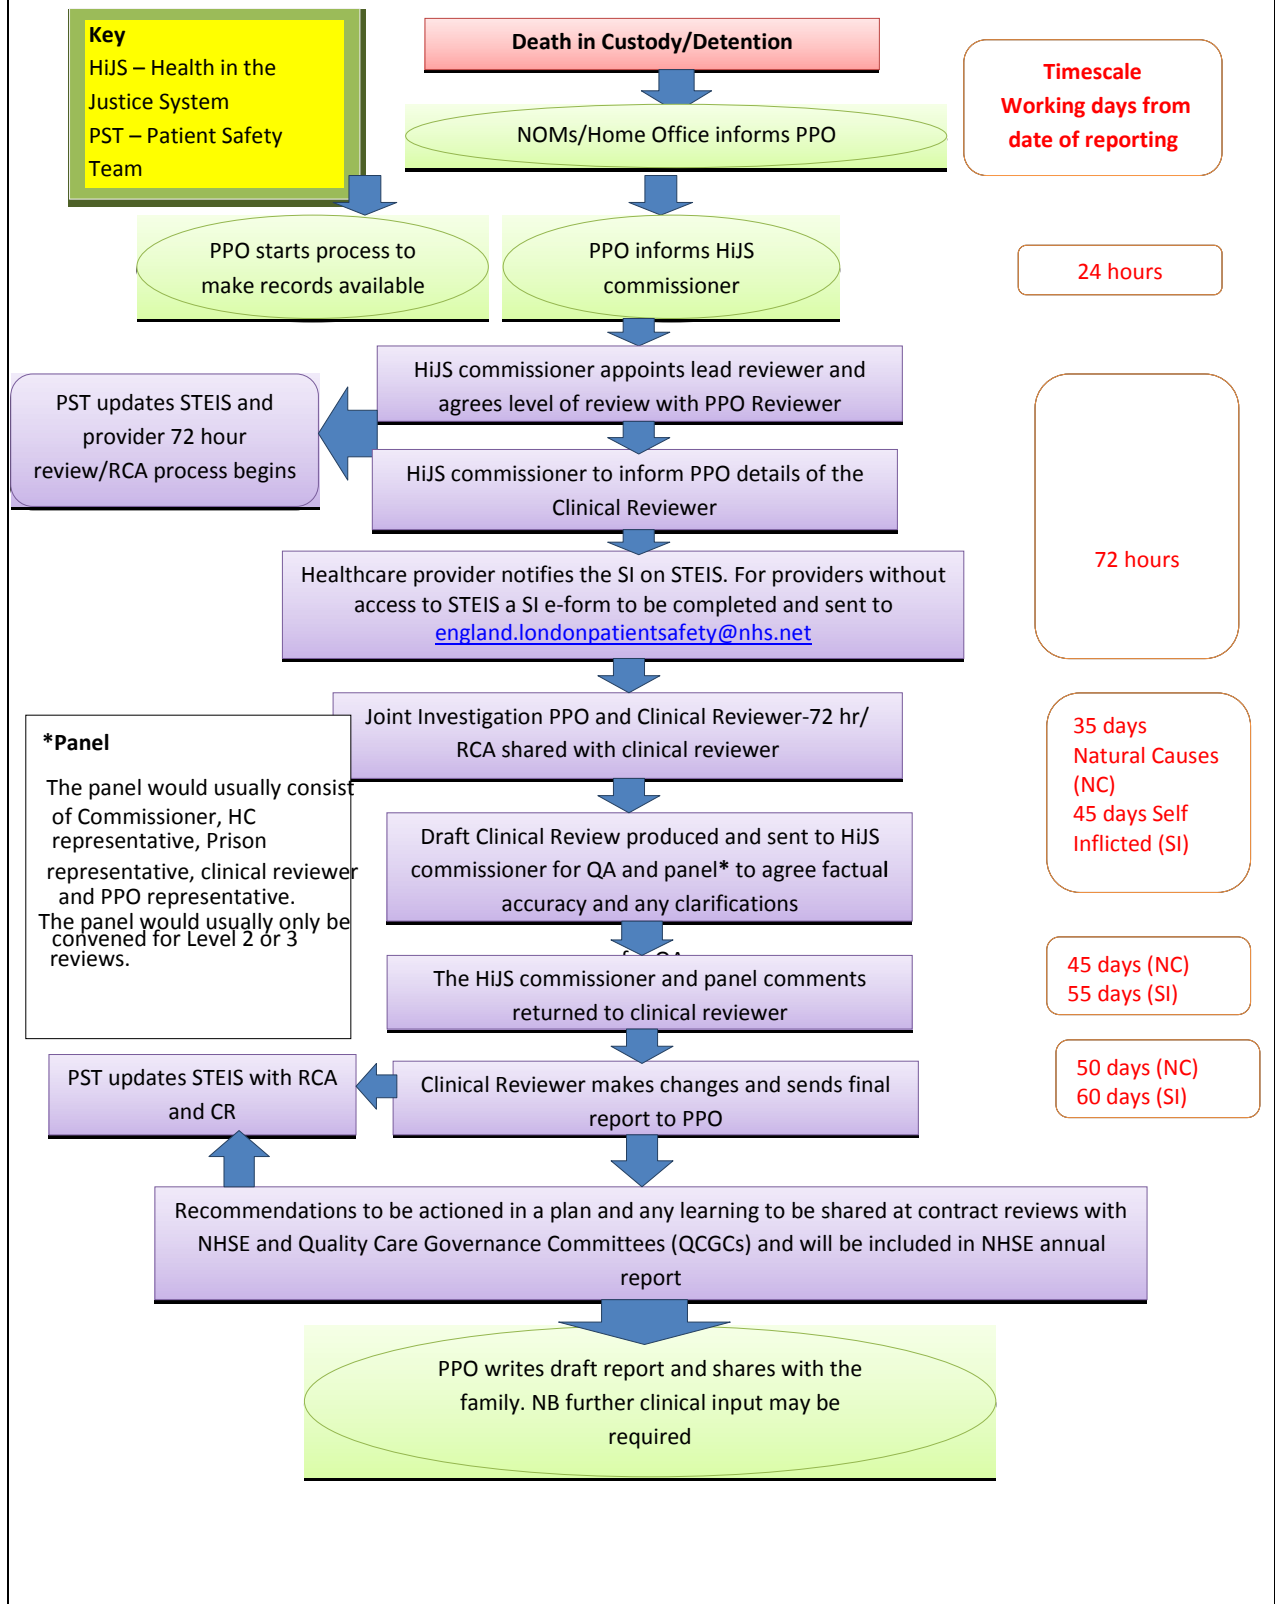 Key
HiJS – Health in the
Justice System
PST – Patient Safety
Team
Death in Custody/Detention
Timescale
Working days from
date of reporting
NOMs/Home Office informs PPO
PPO starts process to
make records available
PPO informs HiJS
commissioner
24 hours
HiJS commissioner appoints lead reviewer and
agrees level of review with PPO Reviewer
PST updates STEIS and
provider 72 hour
review/RCA process begins
HiJS commissioner to inform PPO details of the
Clinical Reviewer
72 hours
Healthcare provider notifies the SI on STEIS. For providers without
access to STEIS a SI e-form to be completed and sent to
england.londonpatientsafety@nhs.net
Joint Investigation PPO and Clinical Reviewer-72 hr/
RCA shared with clinical reviewer
35 days
Natural Causes
(NC)
45 days Self
Inflicted (SI)
*Panel
The panel would usually consist
of Commissioner, HC
representative, Prison
representative, clinical reviewer
and PPO representative.
The panel would usually only be
convened for Level 2 or 3
reviews.
Draft Clinical Review produced and sent to HiJS
commissioner for QA and panel* to agree factual
accuracy and any clarifications
The HiJS commissioner and panel comments
returned to clinical reviewer
45 days (NC)
55 days (SI)
PST updates STEIS with RCA
and CR
Clinical Reviewer makes changes and sends final
report to PPO
50 days (NC)
60 days (SI)
Recommendations to be actioned in a plan and any learning to be shared at contract reviews with
NHSE and Quality Care Governance Committees (QCGCs) and will be included in NHSE annual
report
PPO writes draft report and shares with the
family. NB further clinical input may be
required